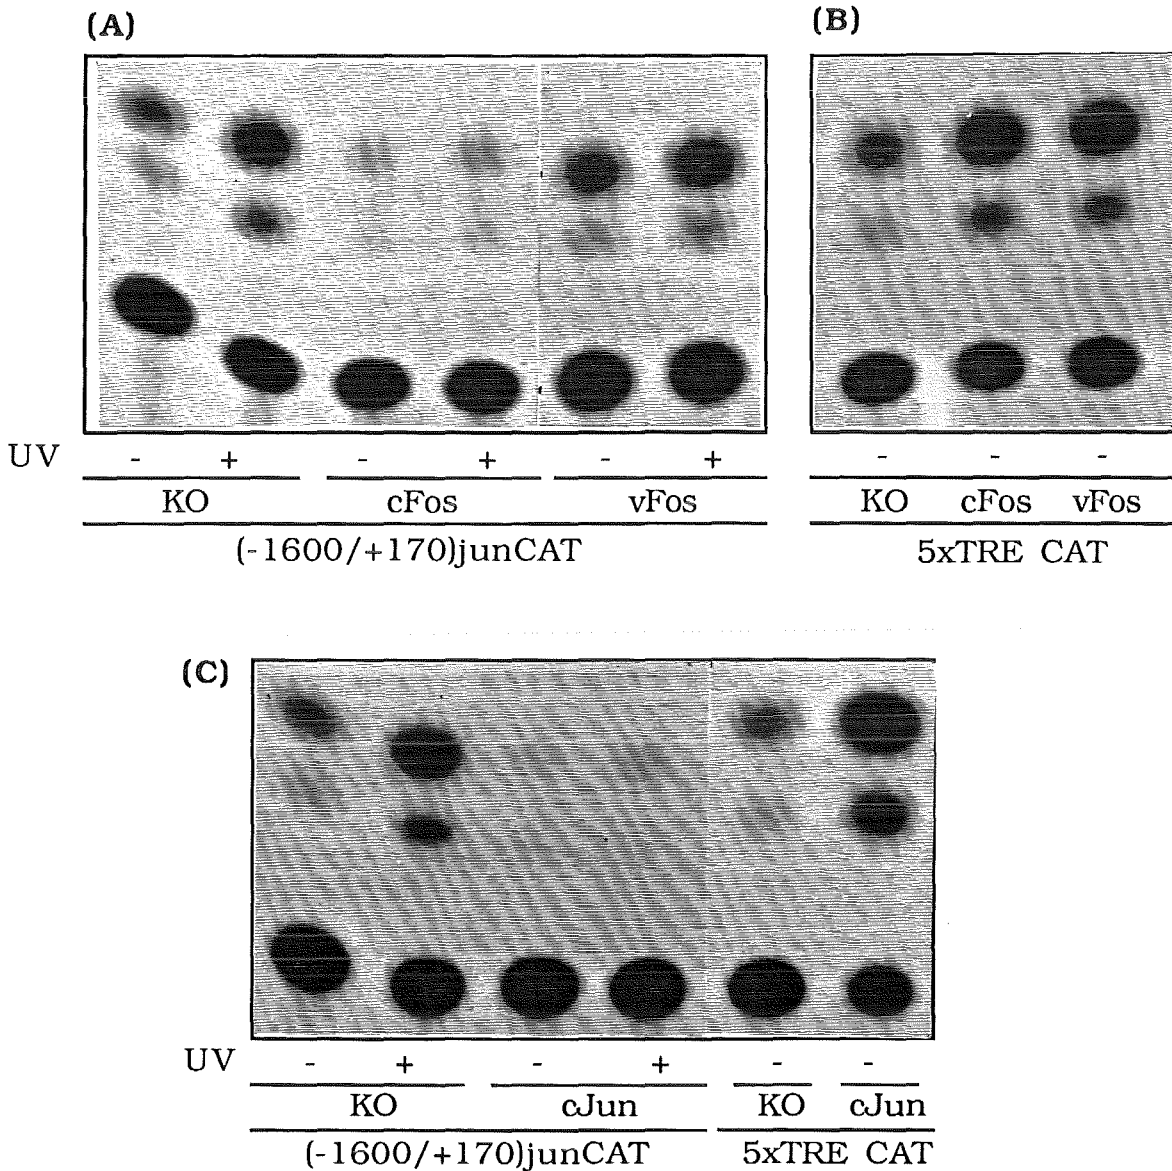 (A)
(B)
UV - + - + - + - - -
KO cFos vFos KO cFos vFos
(-1600/+170)junCAT 5xTRE CAT
(C)
UV - + - + - -
KO cJun KO cJun
(-1600/+170)junCAT 5xTRE CAT